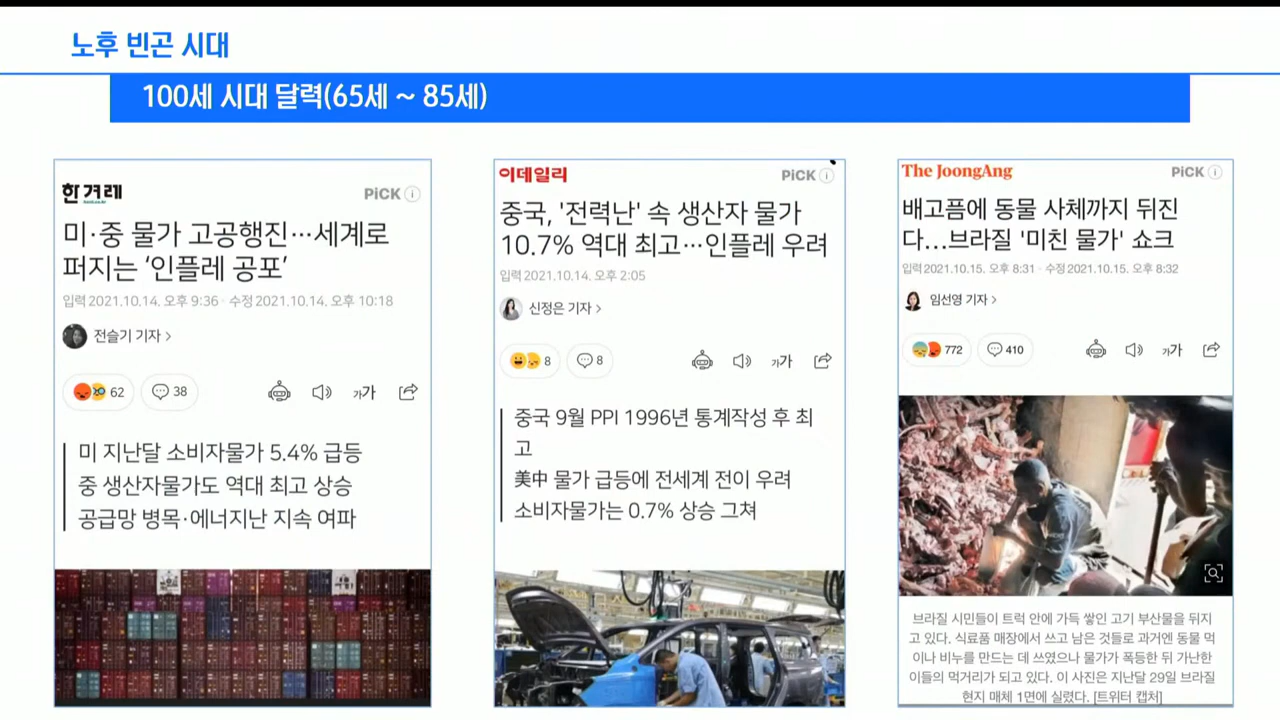 노후 빈곤 시대
100세 시대 달력(65세 ~ 85세)
한겨레
PiCK
미·중 물가 고공행진…세계로
퍼지는 ‘인플레 공포’
입력 2021.10.14. 오후 9:36 · 수정 2021.10.14. 오후 10:18
전슬기 기자 >
62
38
가가
미 지난달 소비자물가 5.4% 급등
중 생산자물가도 역대 최고 상승
공급망 병목·에너지난 지속 여파
이데일리
PiCK
중국, '전력난' 속 생산자 물가
10.7% 역대 최고…인플레 우려
입력 2021.10.14. 오후 2:05
신정은 기자 >
8
8
가가
중국 9월 PPI 1996년 통계작성 후 최
고
美中 물가 급등에 전세계 전이 우려
소비자물가는 0.7% 상승 그쳐
The JoongAng
PiCK
배고픔에 동물 사체까지 뒤진
다…브라질 '미친 물가' 쇼크
입력 2021.10.15. 오후 8:31 · 수정 2021.10.15. 오후 8:32
임선영 기자 >
772
410
가가
브라질 시민들이 트럭 안에 가득 쌓인 고기 부산물을 뒤지
고 있다. 식료품 매장에서 쓰고 남은 것들로 과거엔 동물 먹
이나 비누를 만드는 데 쓰였으나 물가가 폭등한 뒤 가난한
이들의 먹거리가 되고 있다. 이 사진은 지난달 29일 브라질
현지 매체 1면에 실렸다. [트위터 캡처]